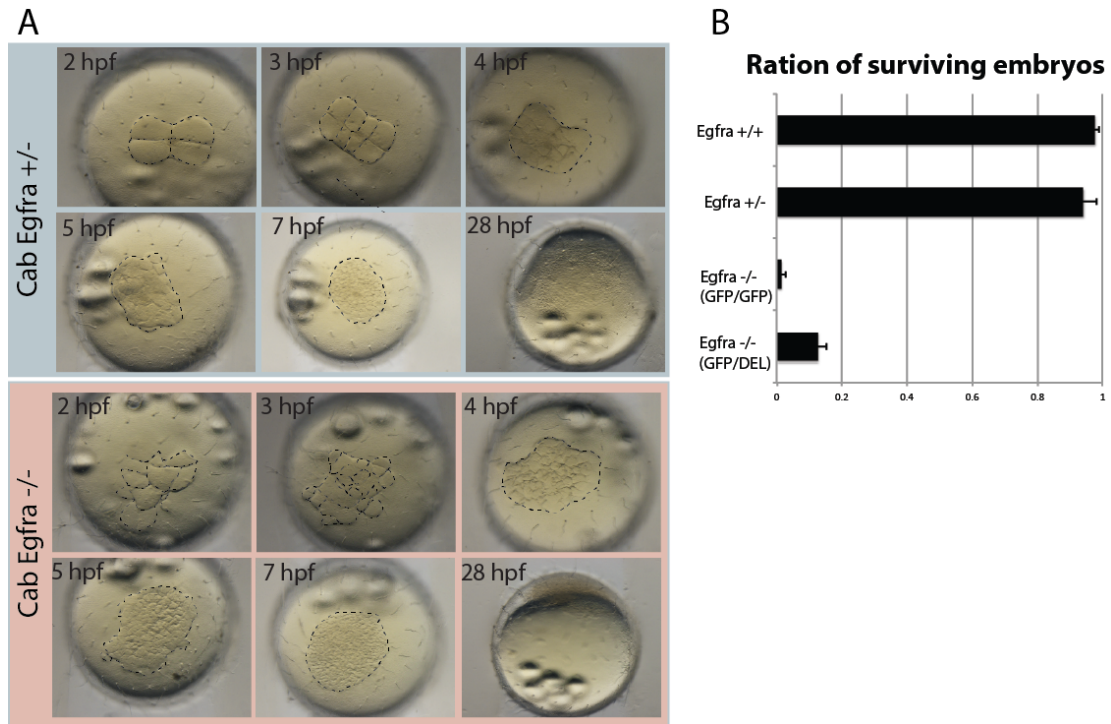 A
Cab Egfra +/-
2 hpf
3 hpf
4 hpf
5 hpf
7 hpf
28 hpf
Cab Egfra -/-
2 hpf
3 hpf
4 hpf
5 hpf
7 hpf
28 hpf
B
Ration of surviving embryos
Egfra +/+
Egfra +/-
Egfra -/-
(GFP/GFP)
Egfra -/-
(GFP/DEL)
0 0.2 0.4 0.6 0.8 1